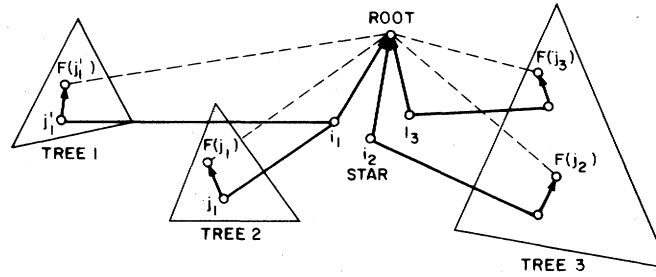 ROOT
F(j₁')
F(j₃)
j₁'
i₁
i₃
TREE 1
F(j₁)
i₂
STAR
F(j₂)
j₁
TREE 2
TREE 3